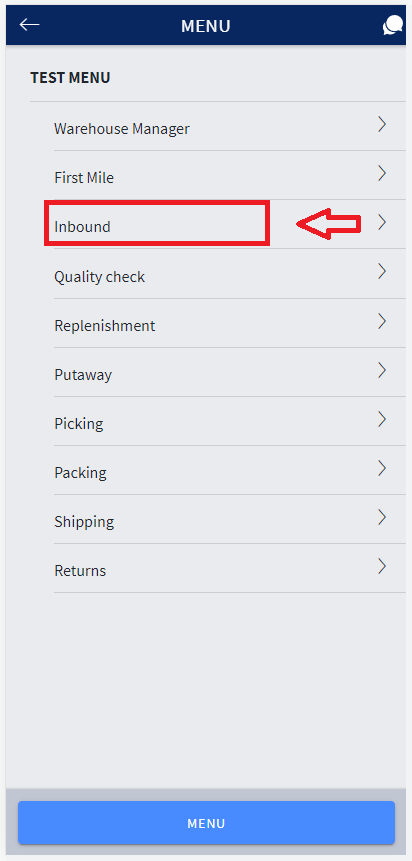 MENU
TEST MENU
Warehouse Manager
First Mile
Inbound
Quality check
Replenishment
Putaway
Picking
Packing
Shipping
Returns
MENU